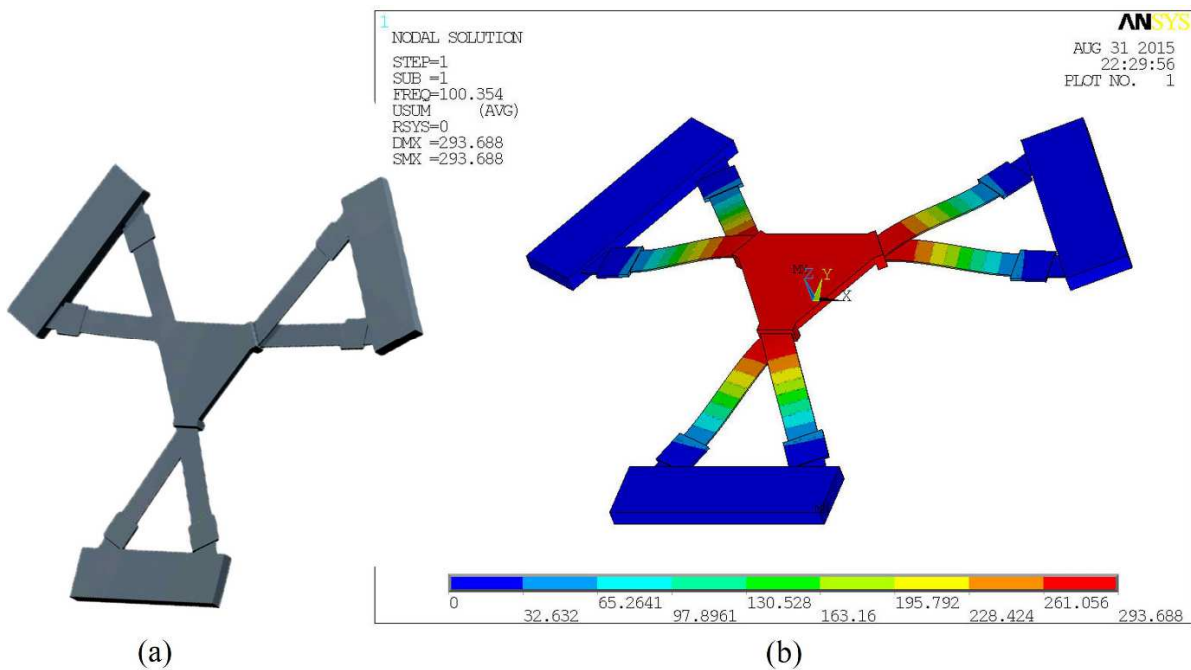 1
NODAL SOLUTION
STEP=1
SUB =1
FREQ=100.354
USUM (AVG)
RSYS=0
DMX =293.688
SMX =293.688
ANSYS
AUG 31 2015
22:29:56
PLOT NO. 1
Z Y
X
0 65.2641 130.528 195.792 261.056
32.632 97.8961 163.16 228.424 293.688
(a) (b)